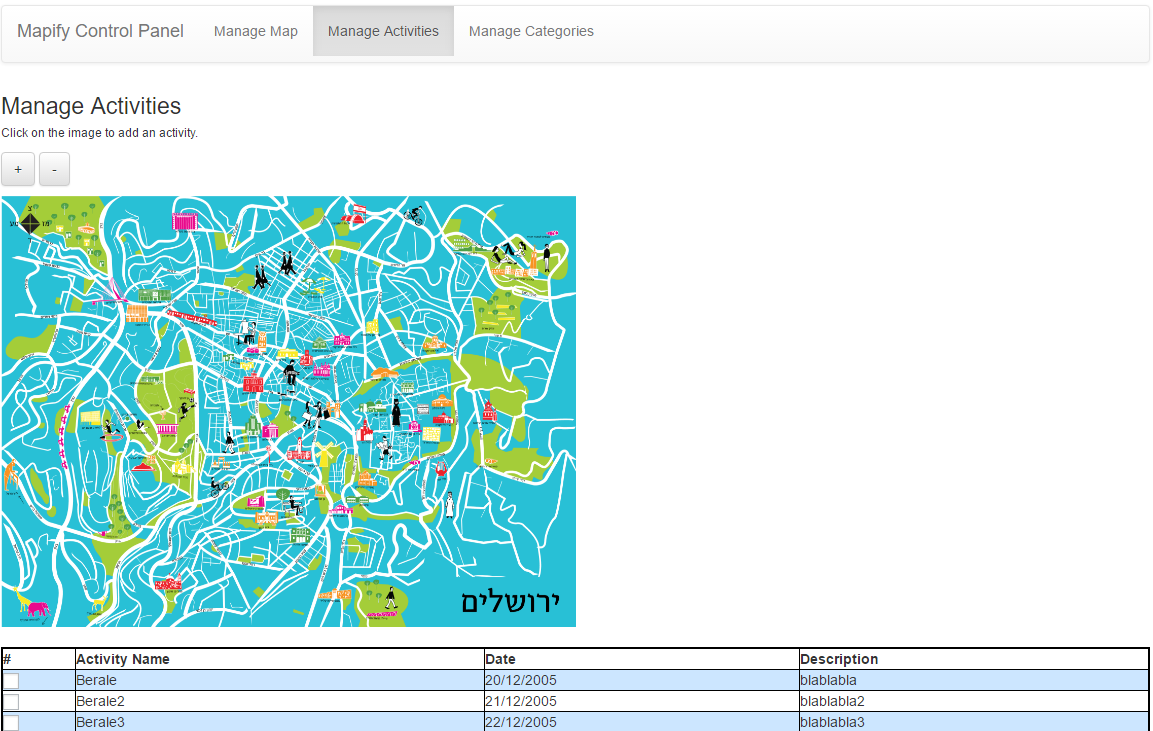 Mapify Control Panel Manage Map Manage Activities Manage Categories
Manage Activities
Click on the image to add an activity.
+ -
ירושלים
# Activity Name Date Description
Berale 20/12/2005 blablabla
Berale2 21/12/2005 blablabla2
Berale3 22/12/2005 blablabla3